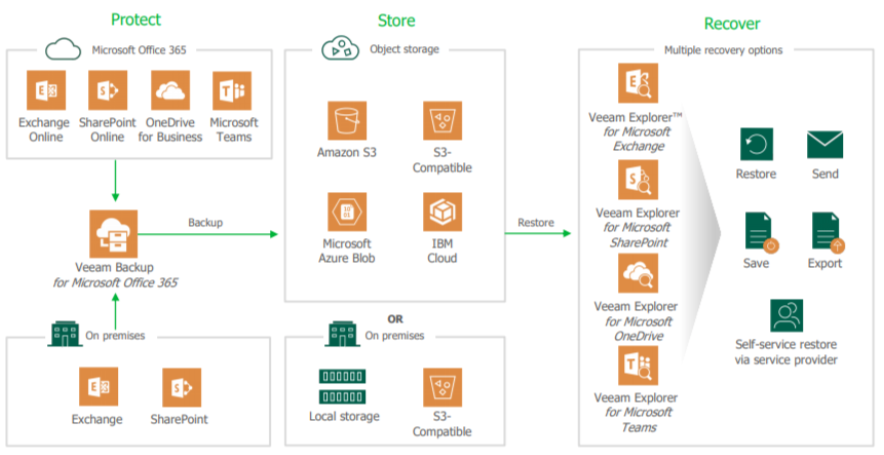 Protect
Microsoft Office 365
Exchange
Online
SharePoint
Online
OneDrive
for Business
Microsoft
Teams
Veeam Backup
for Microsoft Office 365
On premises
Exchange
SharePoint
Backup
Store
Object storage
Amazon S3
S3-
Compatible
10
01
Microsoft
Azure Blob
IBM
Cloud
OR
On premises
Local storage
S3-
Compatible
Restore
Recover
Multiple recovery options
Veeam Explorer™
for Microsoft
Exchange
Veeam Explorer
for Microsoft
SharePoint
Veeam Explorer
for Microsoft
OneDrive
Veeam Explorer
for Microsoft
Teams
Restore
Send
Save
Export
Self-service restore
via service provider